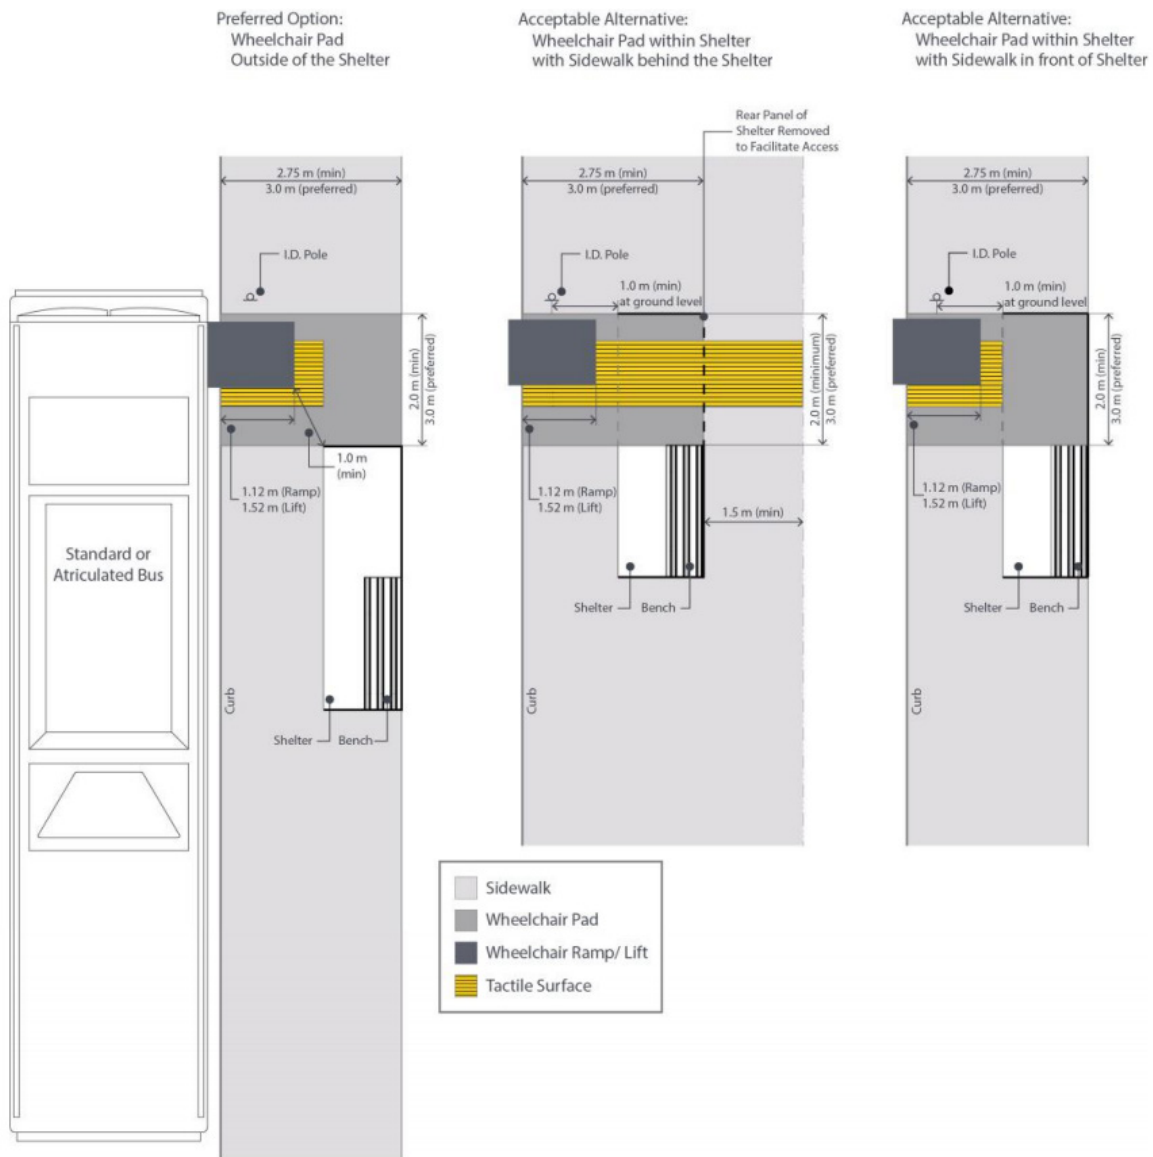 Preferred Option:
Wheelchair Pad
Outside of the Shelter
Acceptable Alternative:
Wheelchair Pad within Shelter
with Sidewalk behind the Shelter
Acceptable Alternative:
Wheelchair Pad within Shelter
with Sidewalk in front of Shelter
Rear Panel of
Shelter Removed
to Facilitate Access
2.75 m (min)
3.0 m (preferred)
I.D. Pole
2.0 m (min)
3.0 m (preferred)
1.0 m
(min)
1.12 m (Ramp)
1.52 m (Lift)
Standard or
Atriculated Bus
Curb
Shelter
Bench
2.75 m (min)
3.0 m (preferred)
I.D. Pole
1.0 m (min)
at ground level
2.0 m (minimum)
3.0 m (preferred)
1.12 m (Ramp)
1.52 m (Lift)
1.5 m (min)
Shelter
Bench
Curb
2.75 m (min)
3.0 m (preferred)
I.D. Pole
1.0 m (min)
at ground level
2.0 m (min)
3.0 m (preferred)
1.12 m (Ramp)
1.52 m (Lift)
Shelter
Bench
Curb
Sidewalk
Wheelchair Pad
Wheelchair Ramp/ Lift
Tactile Surface